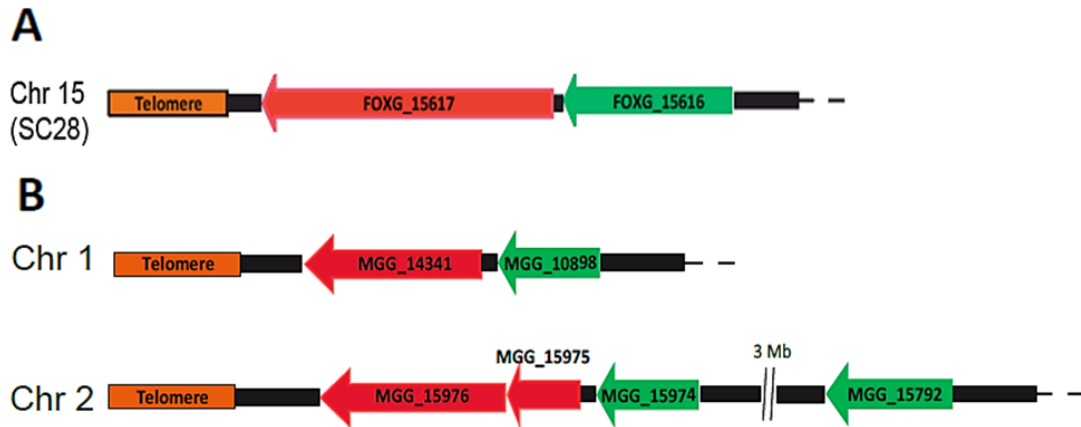 A
Chr 15
(SC28)
Telomere
FOXG_15617
FOXG_15616
B
Chr 1
Telomere
MGG_14341
MGG_10898
Chr 2
Telomere
MGG_15976
MGG_15975
MGG_15974
3 Mb
MGG_15792